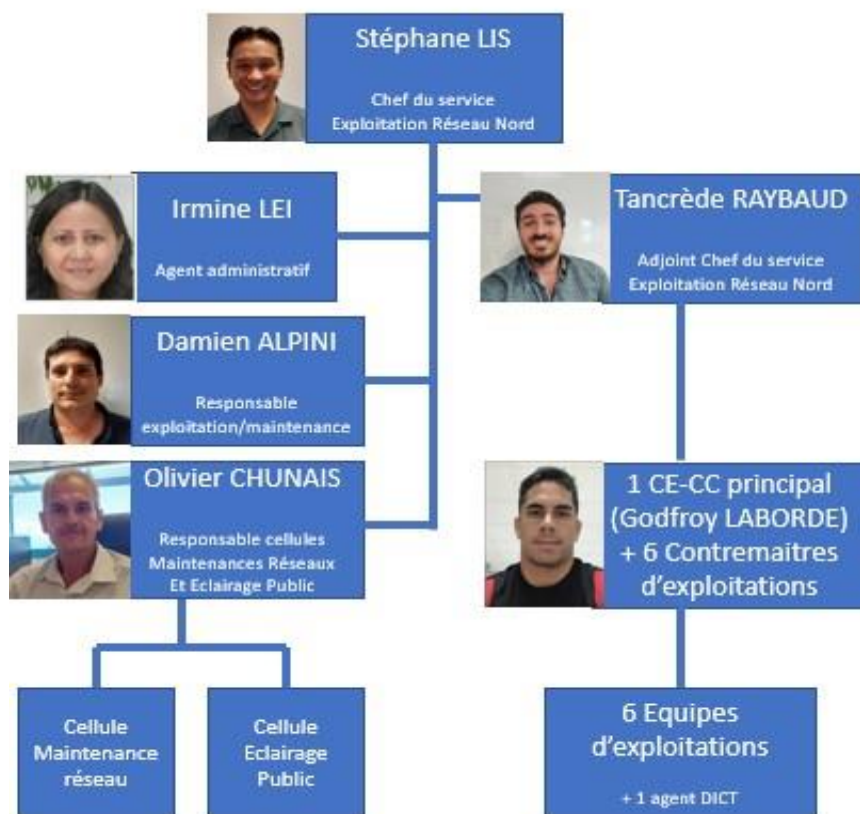 Stéphane LIS
Chef du service
Exploitation Réseau Nord
Irmine LEI
Agent administratif
Tancrède RAYBAUD
Adjoint Chef du service
Exploitation Réseau Nord
Damien ALPINI
Responsable
exploitation/maintenance
Olivier CHUNAIS
Responsable cellules
Maintenances Réseaux
Et Eclairage Public
1 CE-CC principal
(Godfroy LABORDE)
+ 6 Contremaitres
d'exploitations
Cellule
Maintenance
réseau
Cellule
Eclairage
Public
6 Equipes
d'exploitations
+ 1 agent DICT